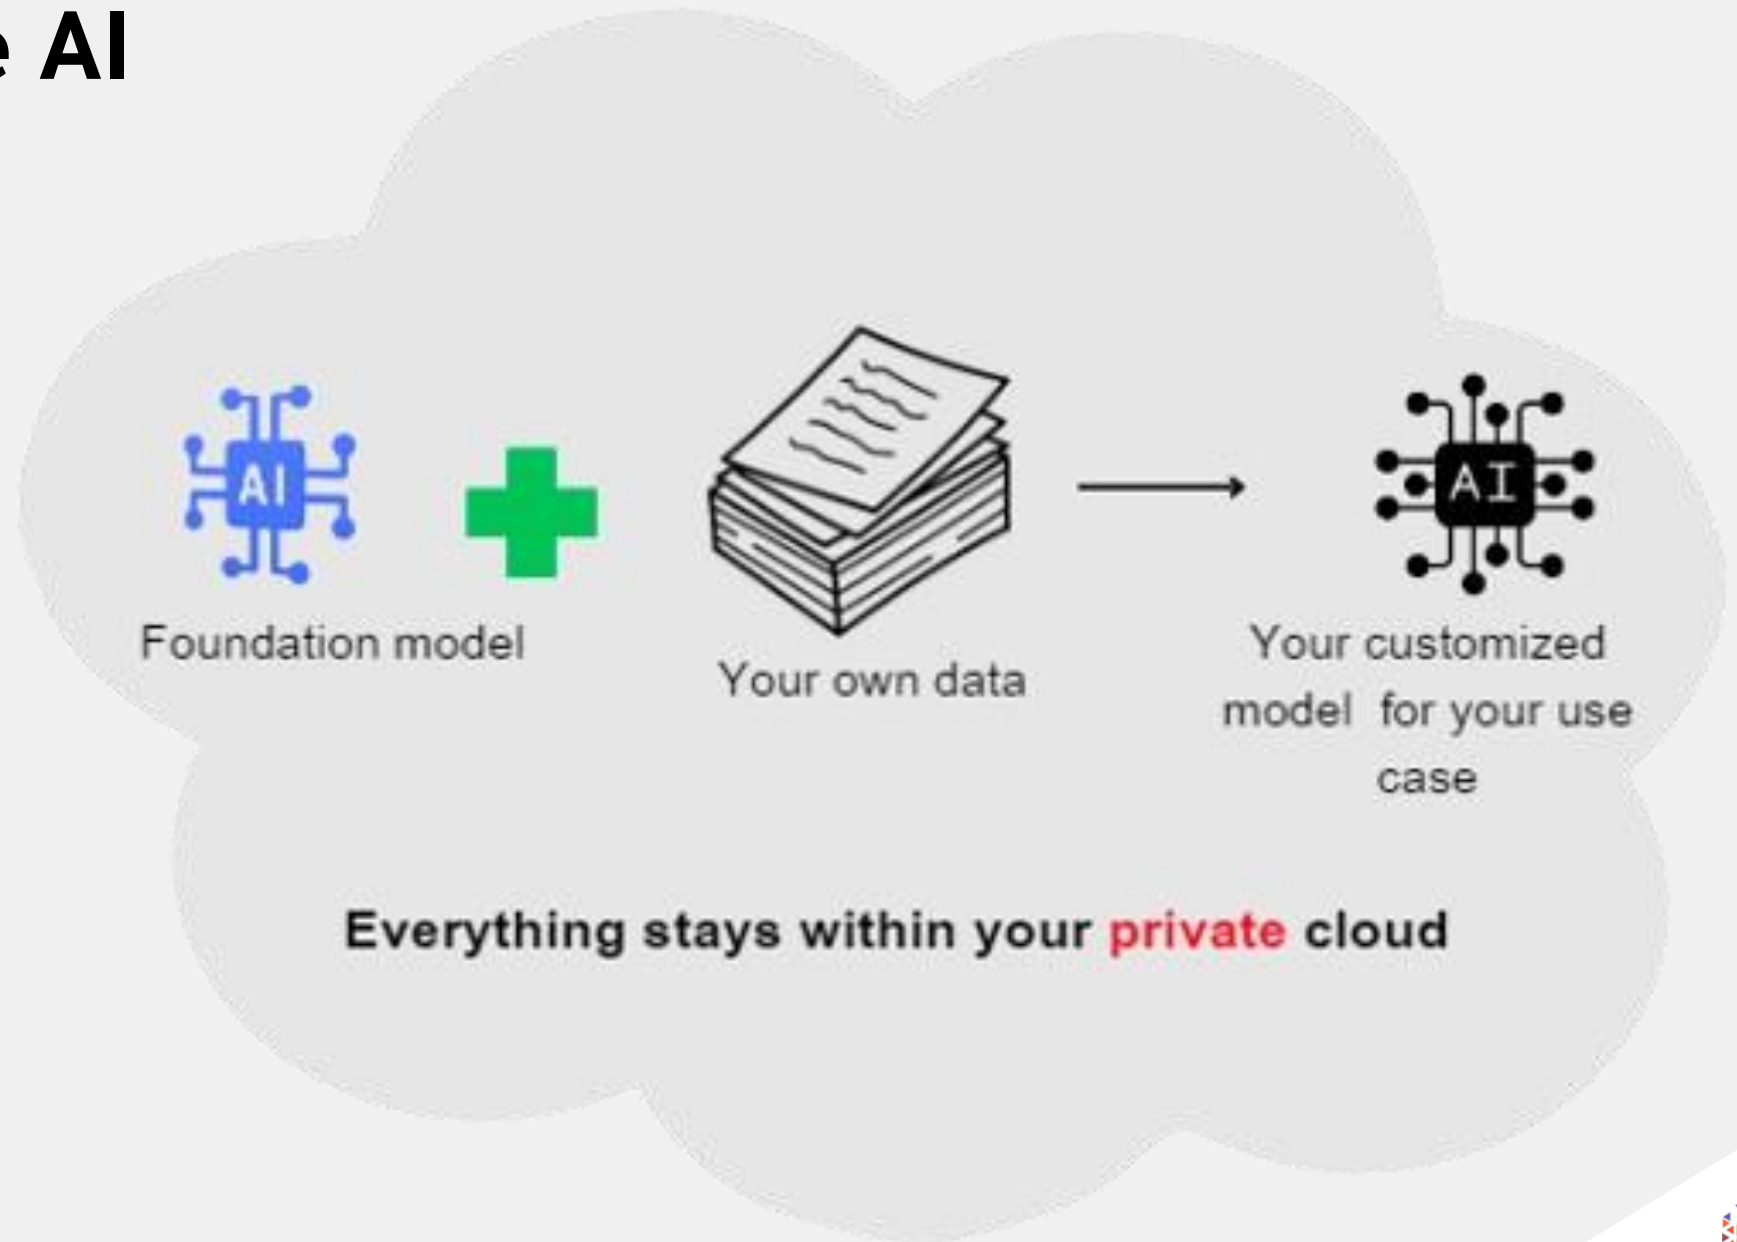 e AI
AI
AI
Foundation model
Your own data
Your customized
model for your use
case
Everything stays within your private cloud